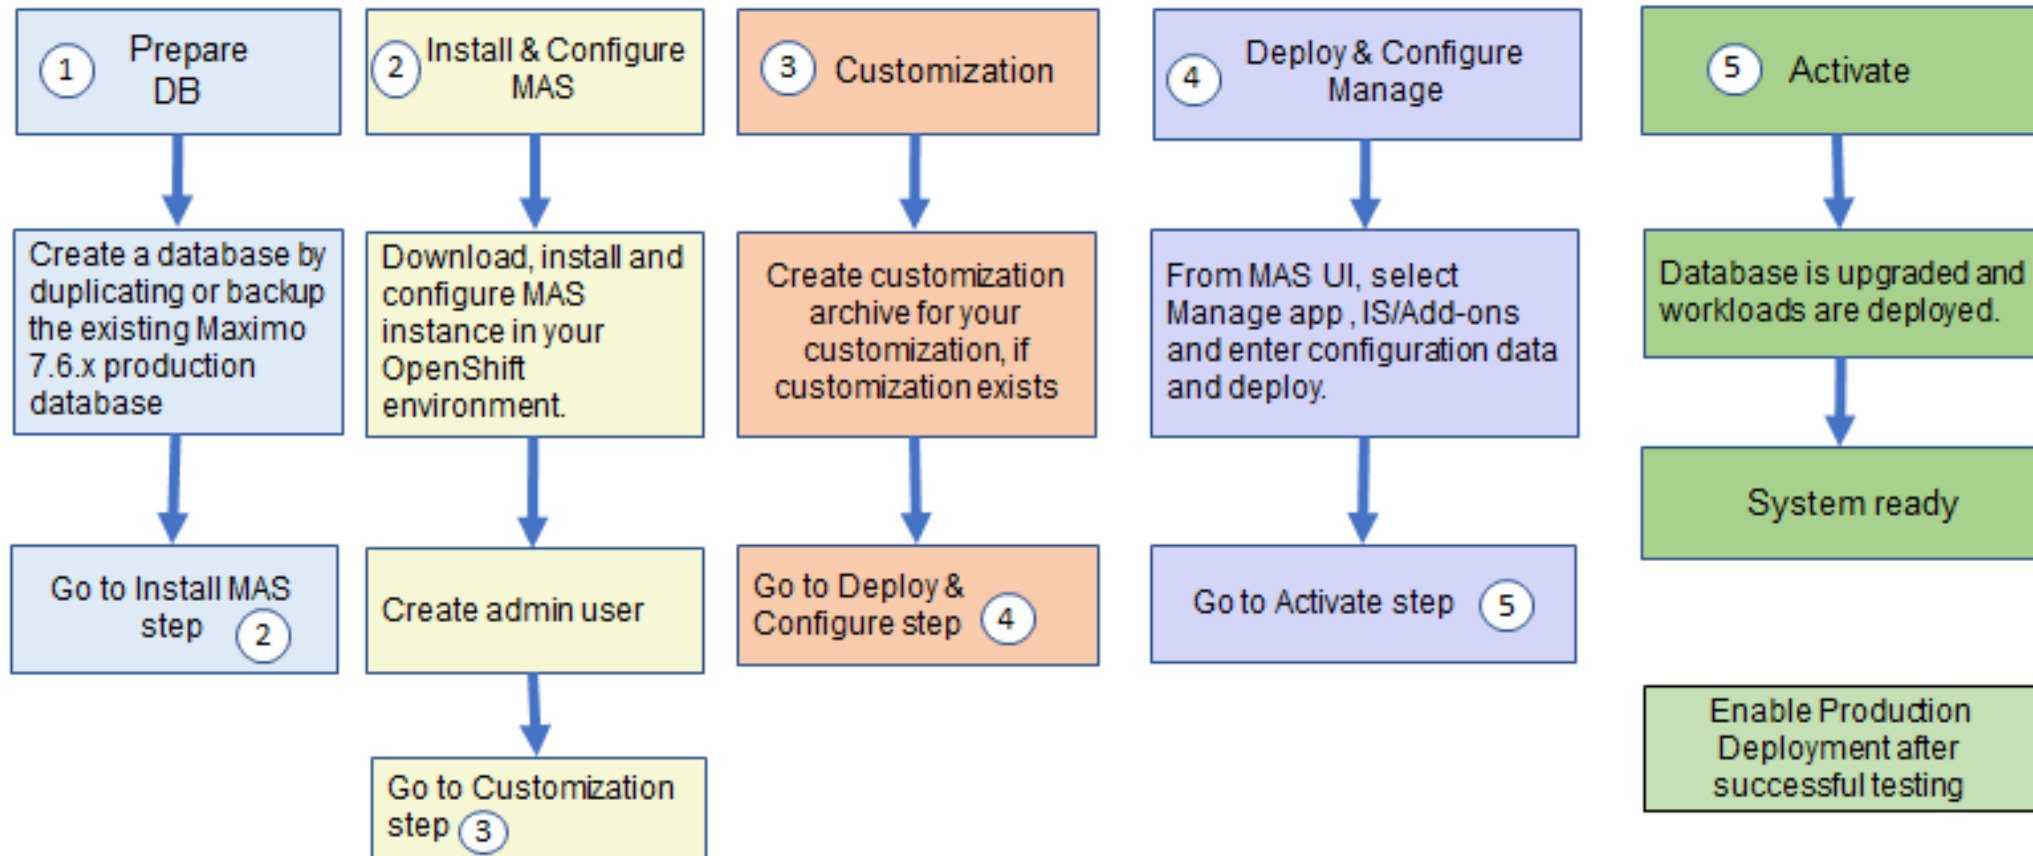 1
Prepare
DB
Create a database by
duplicating or backup
the existing Maximo
7.6.x production
database
Go to Install MAS
step 2
2
Install & Configure
MAS
Download, install and
configure MAS
instance in your
OpenShift
environment.
Create admin user
Go to Customization
step 3
3 Customization
Create customization
archive for your
customization, if
customization exists
Go to Deploy &
Configure step 4
4
Deploy & Configure
Manage
From MAS UI, select
Manage app , IS/Add-ons
and enter configuration data
and deploy.
Go to Activate step 5
5 Activate
Database is upgraded and
workloads are deployed.
System ready
Enable Production
Deployment after
successful testing